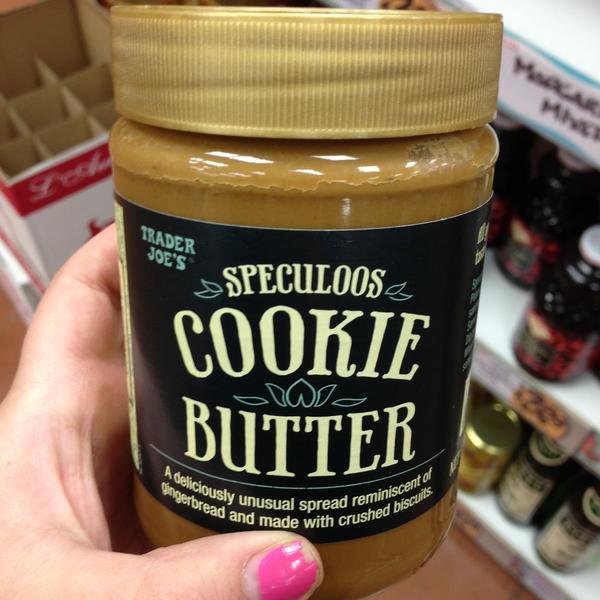 TRADER
JOE'S
SPECULOOS
COOKIE
BUTTER
A deliciously unusual spread reminiscent of
gingerbread and made with crushed biscuits.